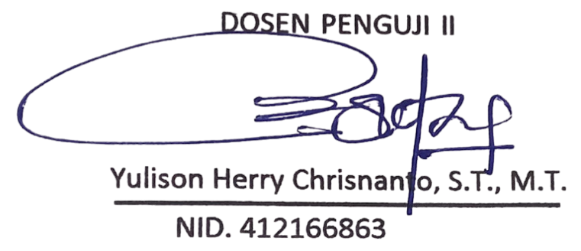 DOSEN PENGUJI II
Yulison Herry Chrisnanto, S.T., M.T.
NID. 412166863